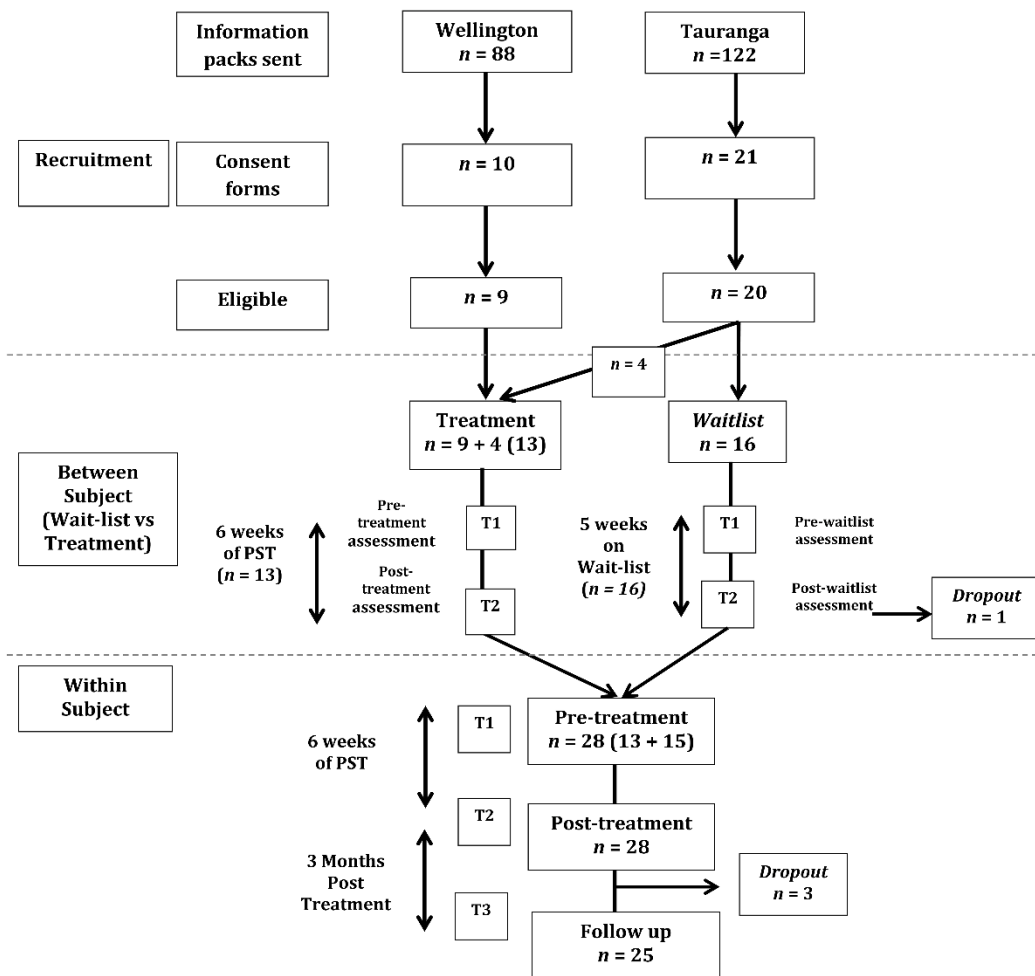 Information
packs sent
Wellington
n = 88
Tauranga
n =122
Recruitment
Consent
forms
n = 10
n = 21
Eligible
n = 9
n = 20
n = 4
Treatment
n = 9 + 4 (13)
Waitlist
n = 16
Between
Subject
(Wait-list vs
Treatment)
6 weeks
of PST
(n = 13)
Pre-
treatment
assessment
T1
Post-
treatment
assessment
T2
5 weeks
on
Wait-list
(n = 16)
T1
Pre-waitlist
assessment
T2
Post-waitlist
assessment
Dropout
n = 1
Within
Subject
6 weeks
of PST
T1
Pre-treatment
n = 28 (13 + 15)
T2
Post-treatment
n = 28
3 Months
Post
Treatment
Dropout
n = 3
T3
Follow up
n = 25